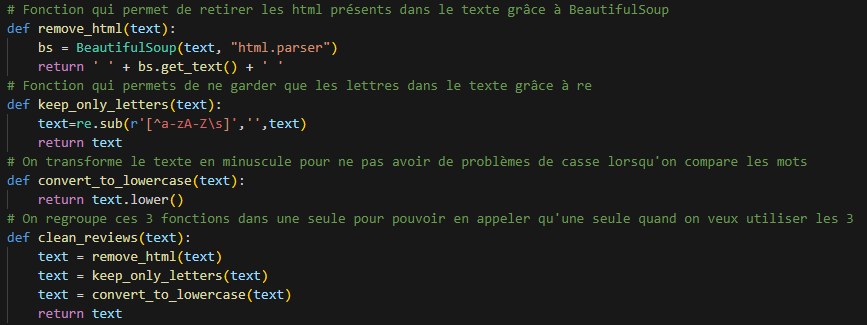 # Fonction qui permet de retirer les html présents dans le texte grâce à BeautifulSoup
def remove_html(text):
    bs = BeautifulSoup(text, "html.parser")
    return ' ' + bs.get_text() + ' '
# Fonction qui permets de ne garder que les lettres dans le texte grâce à re
def keep_only_letters(text):
    text=re.sub(r'[^a-zA-Z\s]','',text)
    return text
# On transforme le texte en minuscule pour ne pas avoir de problèmes de casse lorsqu'on compare les mots
def convert_to_lowercase(text):
    return text.lower()
# On regroupe ces 3 fonctions dans une seule pour pouvoir en appeler qu'une seule quand on veux utiliser les 3
def clean_reviews(text):
    text = remove_html(text)
    text = keep_only_letters(text)
    text = convert_to_lowercase(text)
    return text